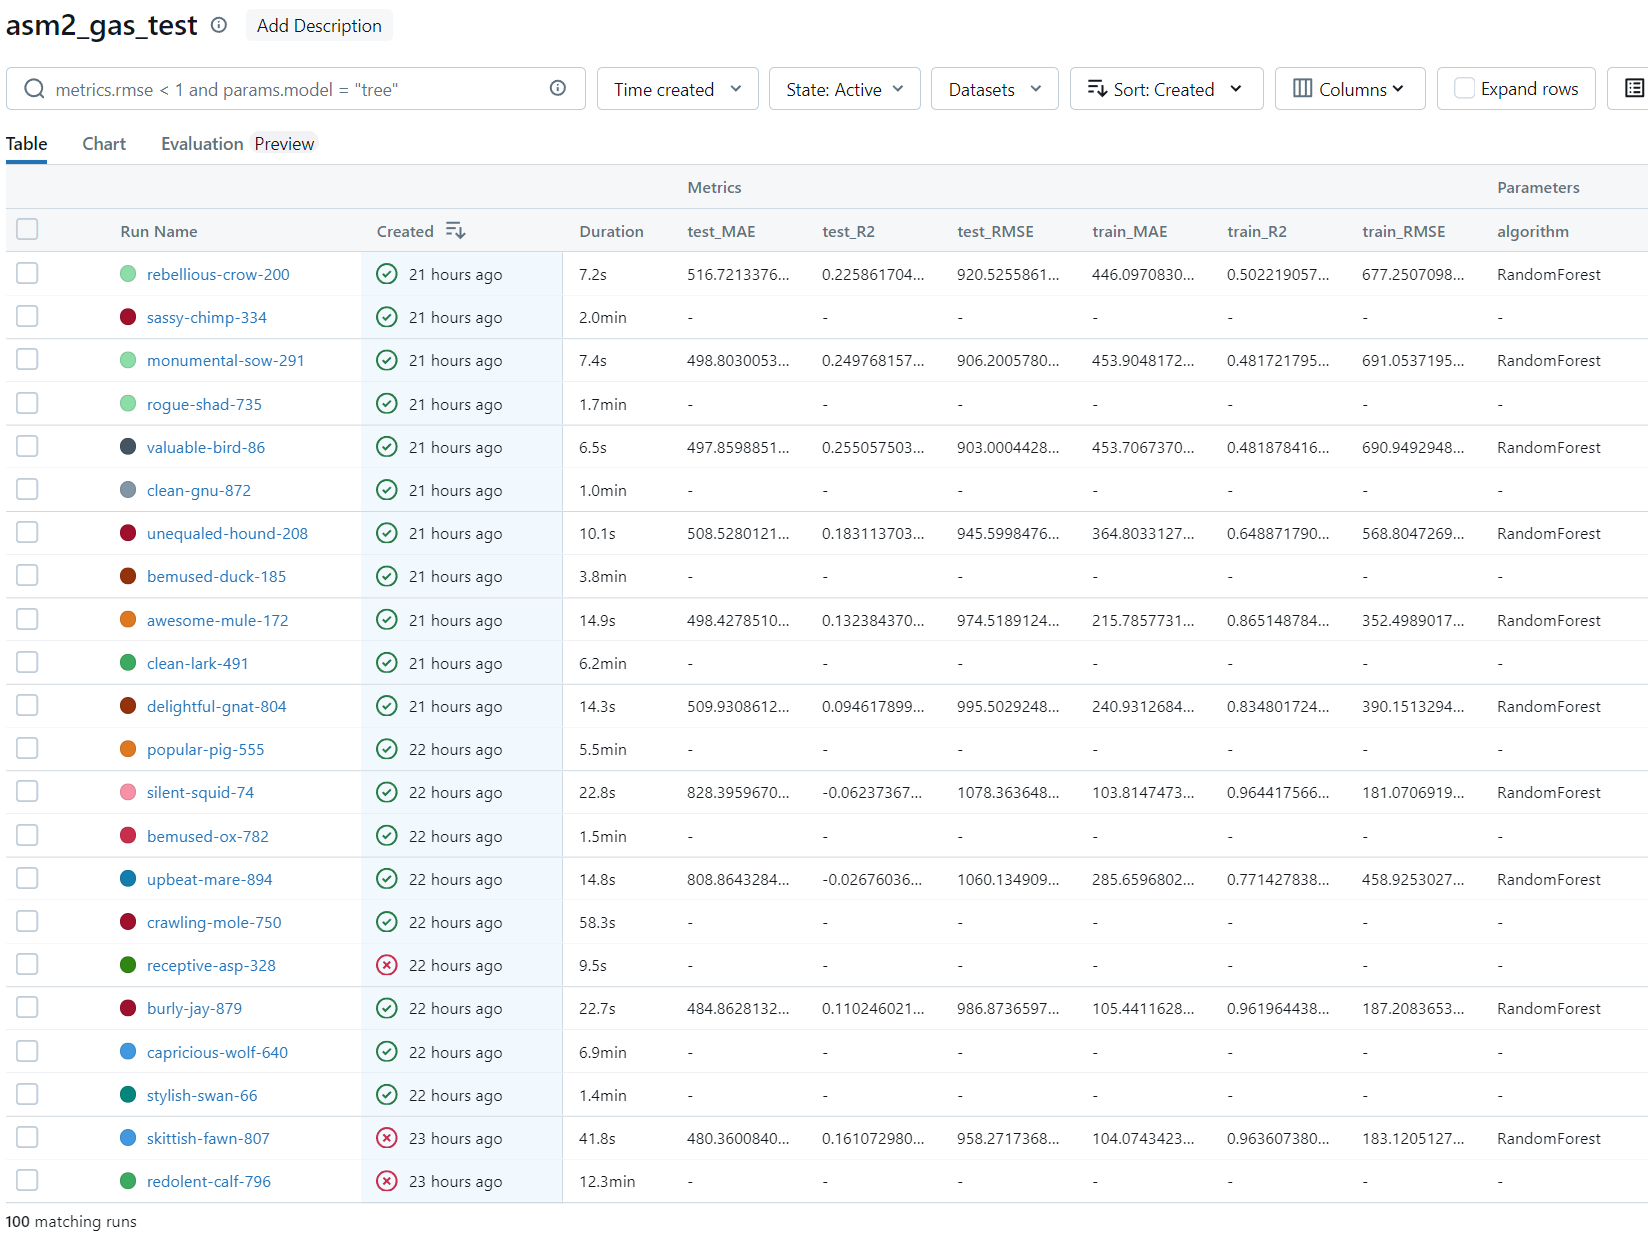 asm2_gas_test Add Description
metrics.rmse < 1 and params.model = "tree" Time created State: Active Datasets Sort: Created Columns Expand rows
Table Chart Evaluation Preview
Metrics Parameters
Run Name Created Duration test_MAE test_R2 test_RMSE train_MAE train_R2 train_RMSE algorithm
rebellious-crow-200 21 hours ago 7.2s 516.7213376... 0.225861704... 920.5255861... 446.0970830... 0.502219057... 677.2507098... RandomForest
sassy-chimp-334 21 hours ago 2.0min - - - - - - -
monumental-sow-291 21 hours ago 7.4s 498.8030053... 0.249768157... 906.2005780... 453.9048172... 0.481721795... 691.0537195... RandomForest
rogue-shad-735 21 hours ago 1.7min - - - - - - -
valuable-bird-86 21 hours ago 6.5s 497.8598851... 0.255057503... 903.0004428... 453.7067370... 0.481878416... 690.9492948... RandomForest
clean-gnu-872 21 hours ago 1.0min - - - - - - -
unequaled-hound-208 21 hours ago 10.1s 508.5280121... 0.183113703... 945.5998476... 364.8033127... 0.648871790... 568.8047269... RandomForest
bemused-duck-185 21 hours ago 3.8min - - - - - - -
awesome-mule-172 21 hours ago 14.9s 498.4278510... 0.132384370... 974.5189124... 215.7857731... 0.865148784... 352.4989017... RandomForest
clean-lark-491 21 hours ago 6.2min - - - - - - -
delightful-gnat-804 21 hours ago 14.3s 509.9308612... 0.094617899... 995.5029248... 240.9312684... 0.834801724... 390.1513294... RandomForest
popular-pig-555 22 hours ago 5.5min - - - - - - -
silent-squid-74 22 hours ago 22.8s 828.3959670... -0.06237367... 1078.363648... 103.8147473... 0.964417566... 181.0706919... RandomForest
bemused-ox-782 22 hours ago 1.5min - - - - - - -
upbeat-mare-894 22 hours ago 14.8s 808.8643284... -0.02676036... 1060.134909... 285.6596802... 0.771427838... 458.9253027... RandomForest
crawling-mole-750 22 hours ago 58.3s - - - - - - -
receptive-asp-328 22 hours ago 9.5s - - - - - - -
burly-jay-879 22 hours ago 22.7s 484.8628132... 0.110246021... 986.8736597... 105.4411628... 0.961964438... 187.2083653... RandomForest
capricious-wolf-640 22 hours ago 6.9min - - - - - - -
stylish-swan-66 22 hours ago 1.4min - - - - - - -
skittish-fawn-807 23 hours ago 41.8s 480.3600840... 0.161072980... 958.2717368... 104.0743423... 0.963607380... 183.1205127... RandomForest
redolent-calf-796 23 hours ago 12.3min - - - - - - -
100 matching runs